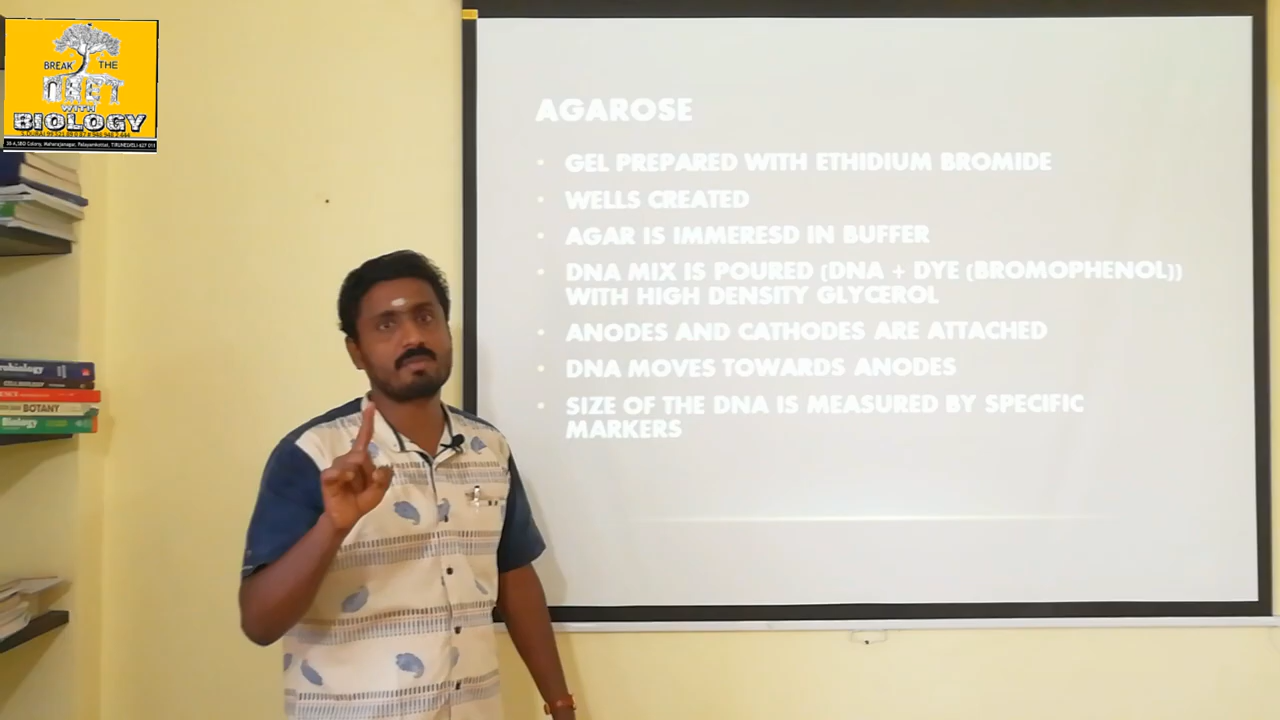 BREAK THE
NEET
WITH
BIOLOGY
AGAROSE
• GEL PREPARED WITH ETHIDIUM BROMIDE
• WELLS CREATED
• AGAR IS IMMERESD IN BUFFER
• DNA MIX IS POURED (DNA + DYE (BROMOPHENOL))
WITH HIGH DENSITY GLYCEROL
• ANODES AND CATHODES ARE ATTACHED
• DNA MOVES TOWARDS ANODES
• SIZE OF THE DNA IS MEASURED BY SPECIFIC
MARKERS
CELL BIOLOGY
BOTANY
Biology